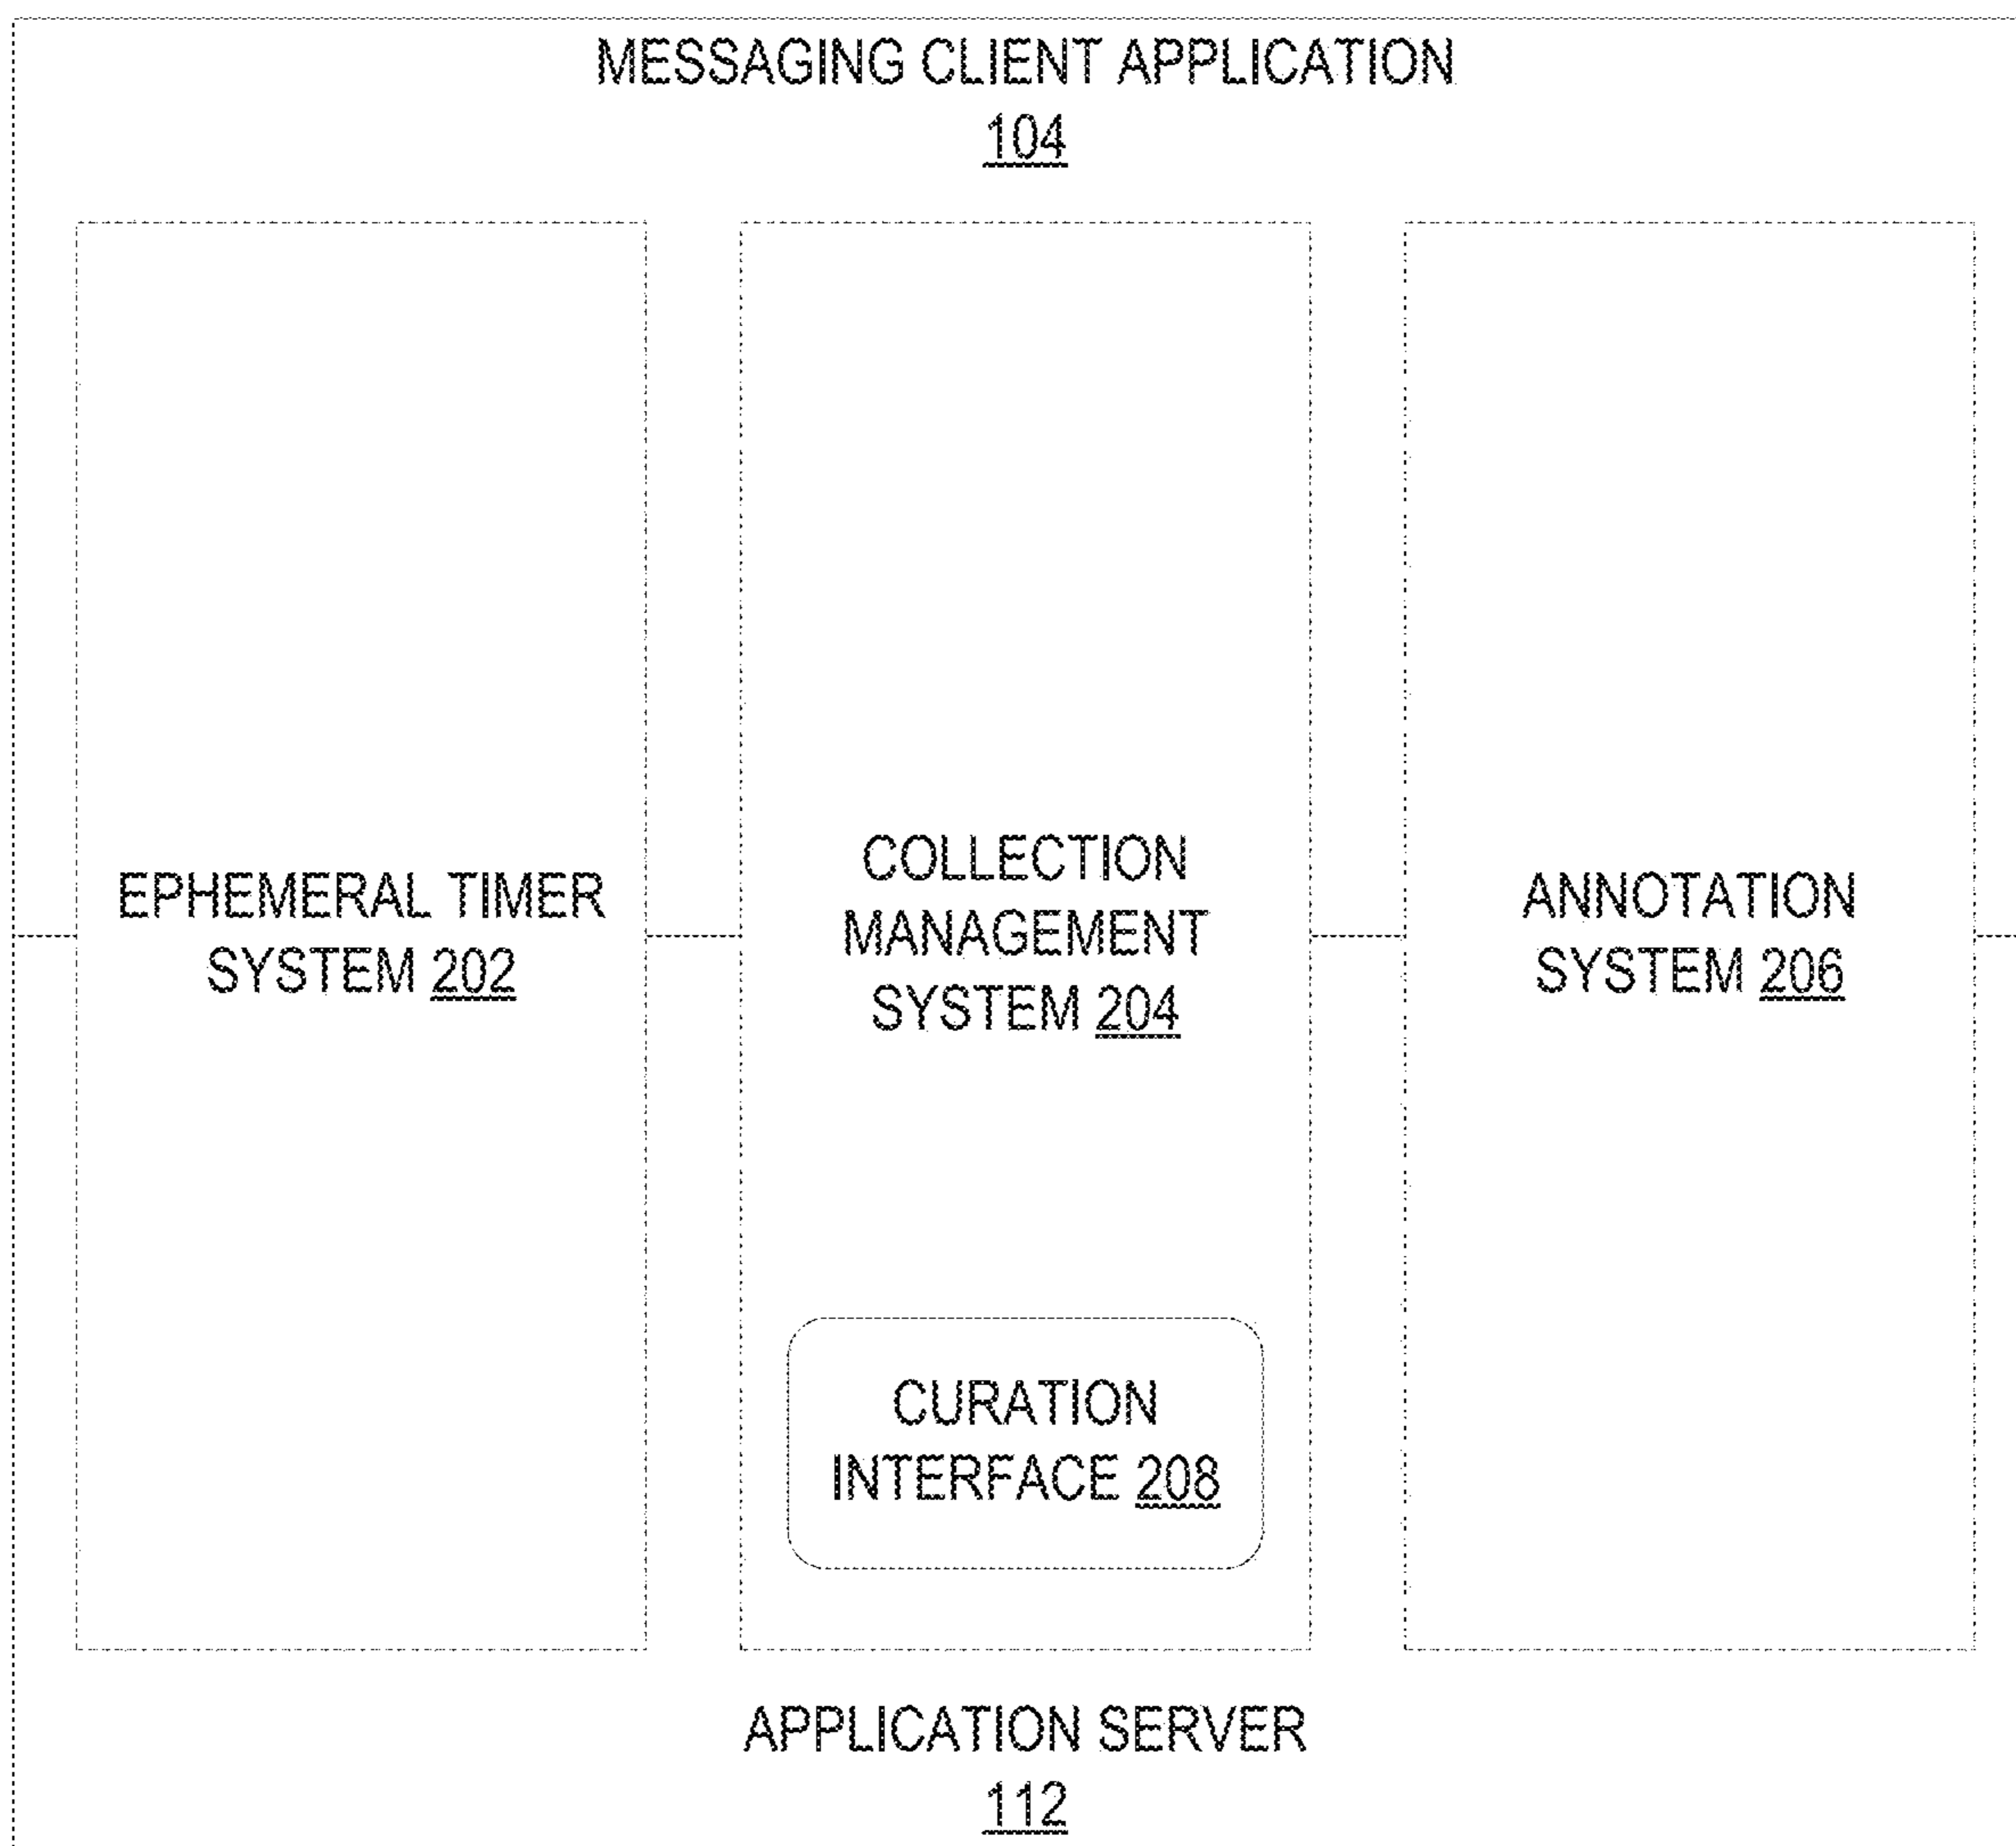 MESSAGING CLIENT APPLICATION
104
EPHEMERAL TIMER
SYSTEM 202
COLLECTION
MANAGEMENT
SYSTEM 204
CURATION
INTERFACE 208
ANNOTATION
SYSTEM 206
APPLICATION SERVER
112